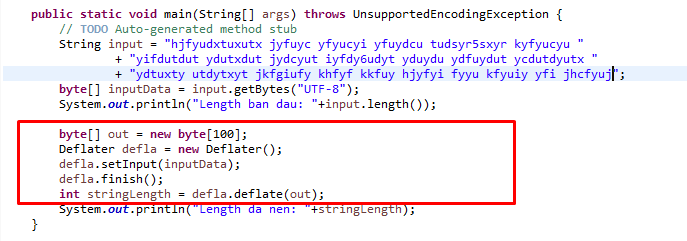 public static void main(String[] args) throws UnsupportedEncodingException {
// TODO Auto-generated method stub
String input = "hjfyudxtuxutx jyfuyc yfyucyi yfuydcu tudsyr5sxyr kyfyucyu "
+ "yifdutdut ydutxdut jydcyut iyfdy6udyt yduydu ydfuydut ycdutdyutx "
+ "ydtuxty utdytxyt jkfgiufy khfyf kkfuy hjyfyi fyyu kfyuiy yfi jhcfyuj";
byte[] inputData = input.getBytes("UTF-8");
System.out.println("Length ban dau: "+input.length());
byte[] out = new byte[100];
Deflater defla = new Deflater();
defla.setInput(inputData);
defla.finish();
int stringLength = defla.deflate(out);
System.out.println("Length da nen: "+stringLength);
}